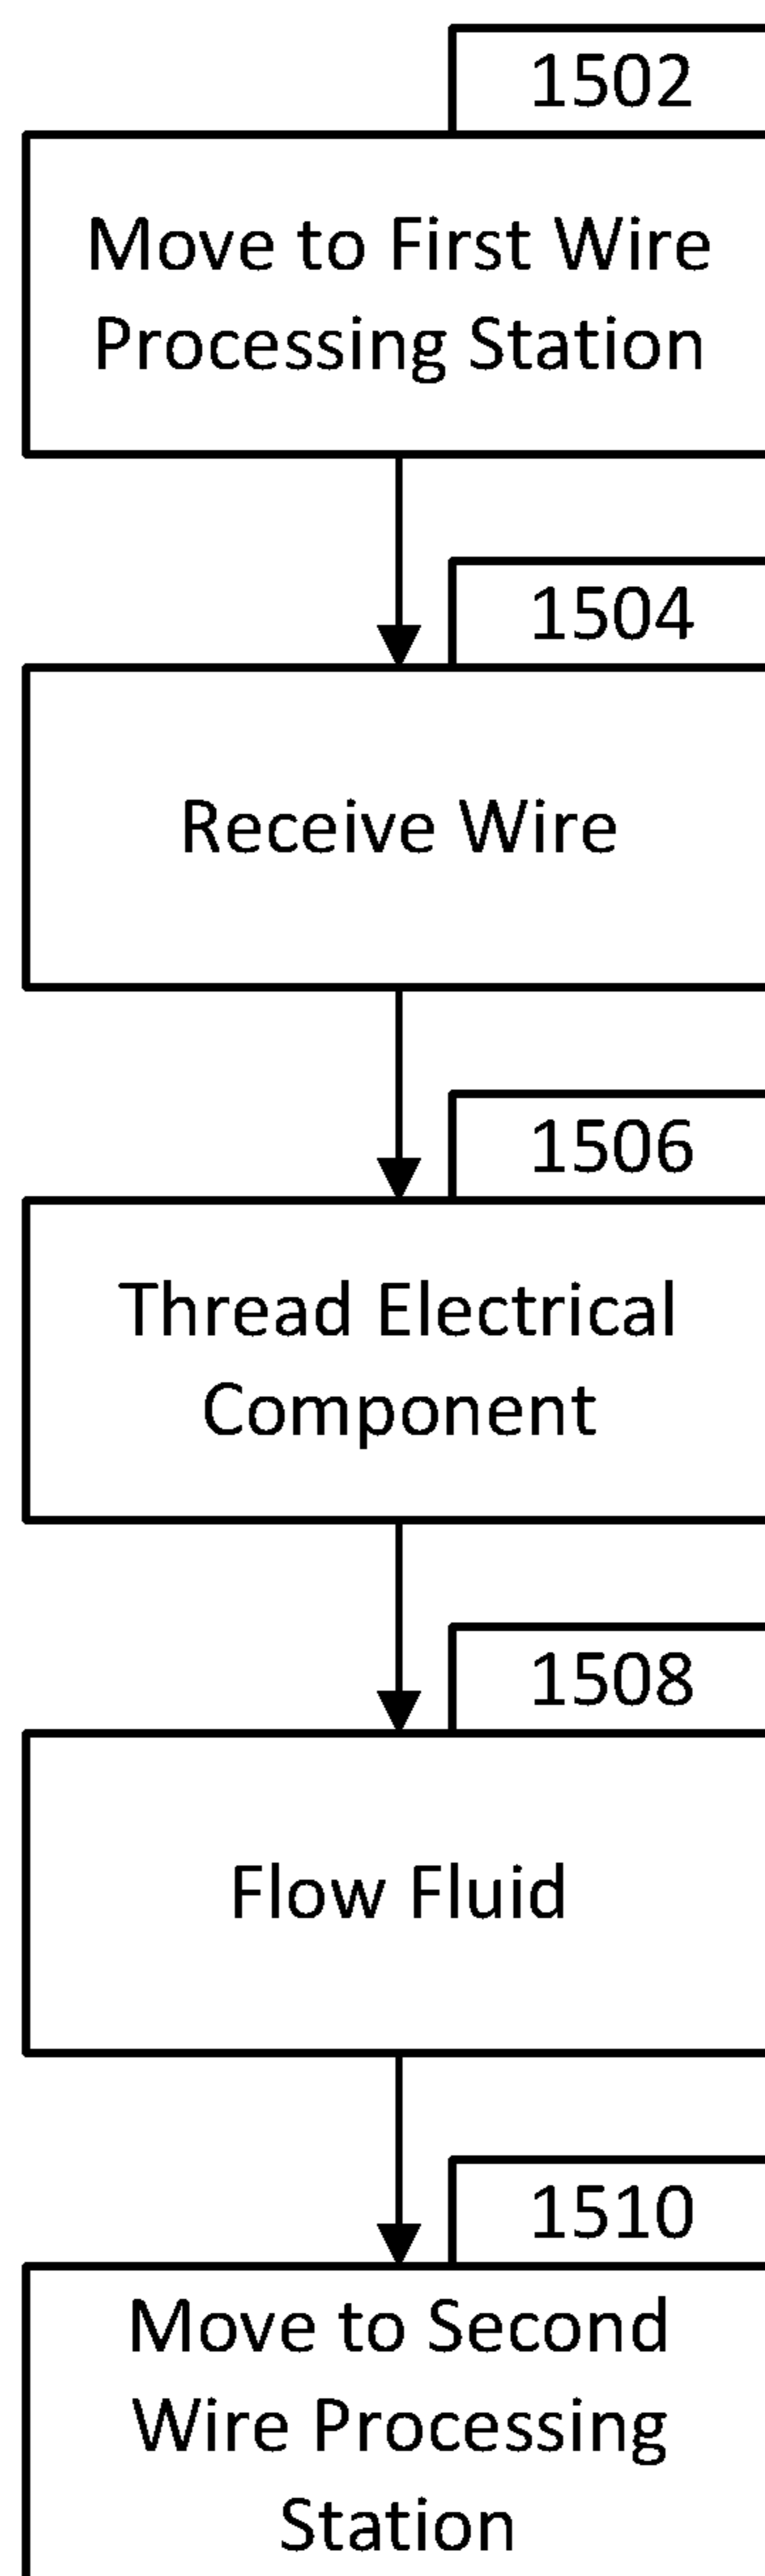 1502
Move to First Wire
Processing Station
1504
Receive Wire
1506
Thread Electrical
Component
1508
Flow Fluid
1510
Move to Second
Wire Processing
Station